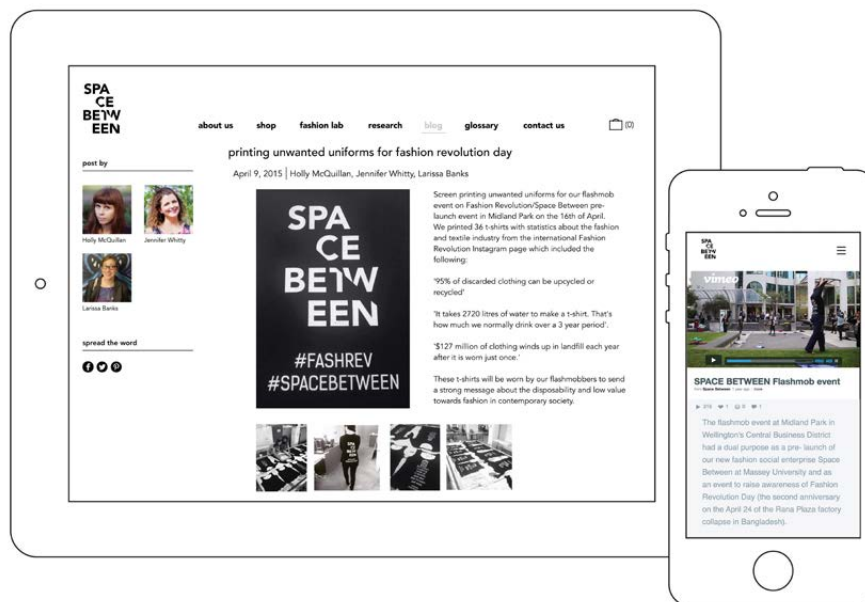 SPA
CE
BETW
EEN
about us shop fashion lab research blog glossary contact us (0)
printing unwanted uniforms for fashion revolution day
post by
April 9, 2015 | Holly McQuillan, Jennifer Whitty, Larissa Banks
Holly McQuillan Jennifer Whitty
Larissa Banks
spread the word
SPA
CE
BETW
EEN
#FASHREV
#SPACEBETWEEN
Screen printing unwanted uniforms for our flashmob
event on Fashion Revolution/Space Between pre-
launch event in Midland Park on the 16th of April.
We printed 36 t-shirts with statistics about the fashion
and textile industry from the international Fashion
Revolution Instagram page which included the
following:
'95% of discarded clothing can be upcycled or
recycled'
'It takes 2720 litres of water to make a t-shirt. That's
how much we normally drink over a 3 year period'.
'$127 million of clothing winds up in landfill each year
after it is worn just once.'
These t-shirts will be worn by our flashmobbers to send
a strong message about the disposability and low value
towards fashion in contemporary society.
SPA
CE
BETW
EEN
vimeo
SPACE BETWEEN Flashmob event
from Space Between 1 year ago
The flashmob event at Midland Park in
Wellington's Central Business District
had a dual purpose as a pre- launch of
our new fashion social enterprise Space
Between at Massey University and as
an event to raise awareness of Fashion
Revolution Day (the second anniversary
on the April 24 of the Rana Plaza factory
collapse in Bangladesh).